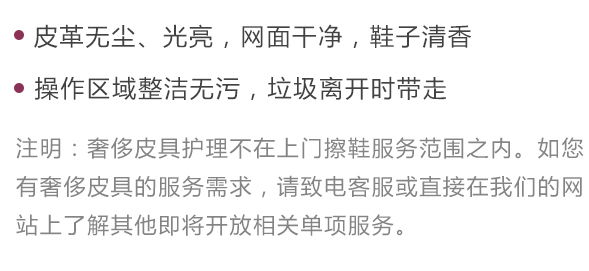 皮革无尘、光亮，网面干净，鞋子清香
操作区域整洁无污，垃圾离开时带走
注明：奢侈皮具护理不在上门擦鞋服务范围之内。如您
有奢侈皮具的服务需求，请致电客服或直接在我们的网
站上了解其他即将开放相关单项服务。